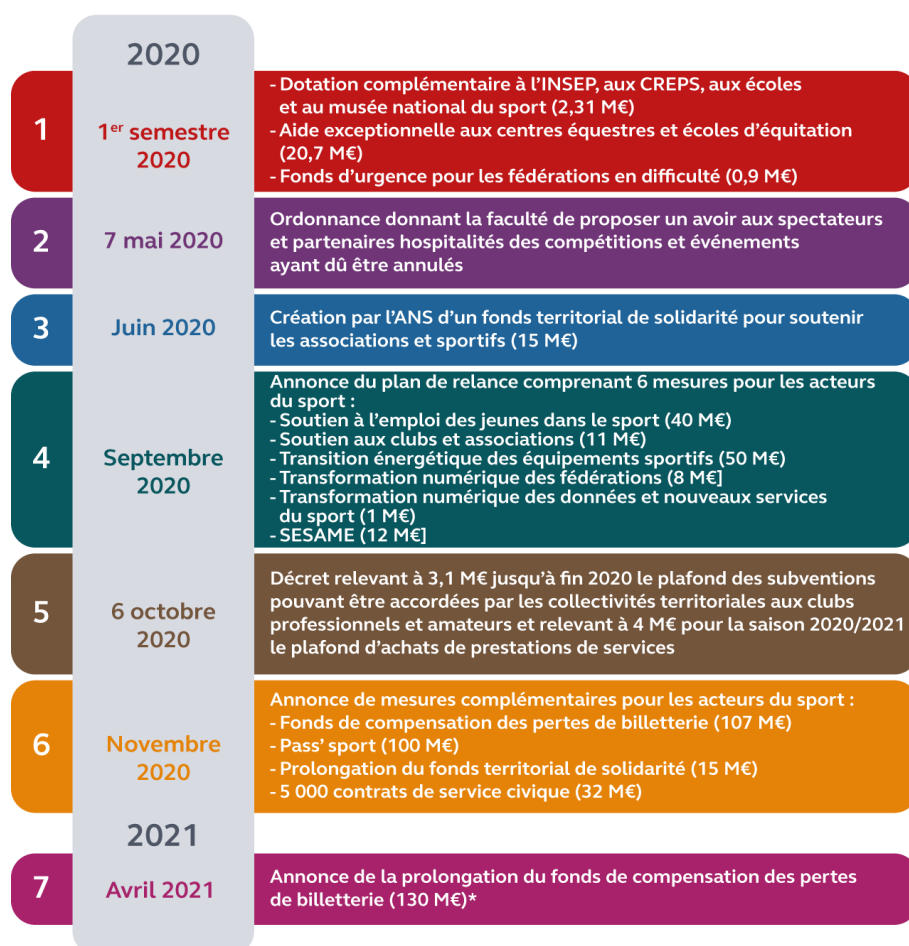 2020
1
1er semestre
2020
- Dotation complémentaire à l'INSEP, aux CREPS, aux écoles
et au musée national du sport (2,31 M€)
- Aide exceptionnelle aux centres équestres et écoles d'équitation
(20,7 M€)
- Fonds d'urgence pour les fédérations en difficulté (0,9 M€)
2
7 mai 2020
Ordonnance donnant la faculté de proposer un avoir aux spectateurs
et partenaires hospitalités des compétitions et événements
ayant dû être annulés
3
Juin 2020
Création par l'ANS d'un fonds territorial de solidarité pour soutenir
les associations et sportifs (15 M€)
4
Septembre
2020
Annonce du plan de relance comprenant 6 mesures pour les acteurs
du sport :
- Soutien à l'emploi des jeunes dans le sport (40 M€)
- Soutien aux clubs et associations (11 M€)
- Transition énergétique des équipements sportifs (50 M€)
- Transformation numérique des fédérations (8 M€]
- Transformation numérique des données et nouveaux services
du sport (1 M€)
- SESAME (12 M€]
5
6 octobre
2020
Décret relevant à 3,1 M€ jusqu'à fin 2020 le plafond des subventions
pouvant être accordées par les collectivités territoriales aux clubs
professionnels et amateurs et relevant à 4 M€ pour la saison 2020/2021
le plafond d'achats de prestations de services
6
Novembre
2020
Annonce de mesures complémentaires pour les acteurs du sport :
- Fonds de compensation des pertes de billetterie (107 M€)
- Pass' sport (100 M€)
- Prolongation du fonds territorial de solidarité (15 M€)
- 5 000 contrats de service civique (32 M€)
2021
7
Avril 2021
Annonce de la prolongation du fonds de compensation des pertes
de billetterie (130 M€)*